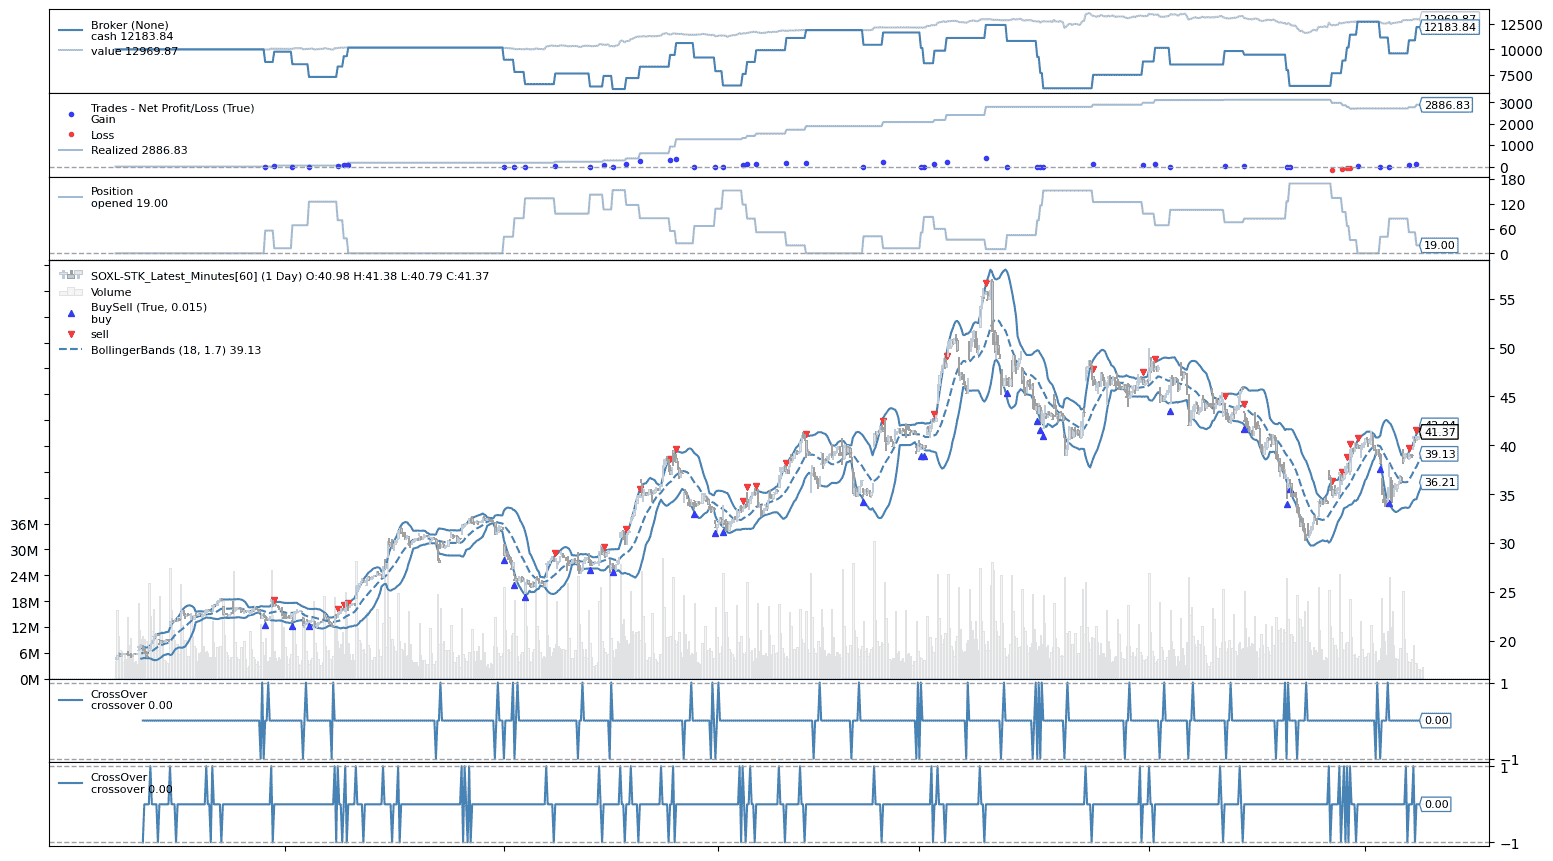 Broker (None)
cash 12183.84
value 12969.87
12969.87
12183.84
12500
10000
7500
Trades - Net Profit/Loss (True)
Gain
Loss
Realized 2886.83
2886.83
3000
2000
1000
0
Position
opened 19.00
19.00
180
120
60
0
SOXL-STK_Latest_Minutes[60] (1 Day) O:40.98 H:41.38 L:40.79 C:41.37
Volume
BuySell (True, 0.015)
buy
sell
BollingerBands (18, 1.7) 39.13
36M
30M
24M
18M
12M
6M
0M
41.37
39.13
36.21
55
50
45
40
35
30
25
20
CrossOver
crossover 0.00
0.00
1
−1
CrossOver
crossover 0.00
0.00
1
−1